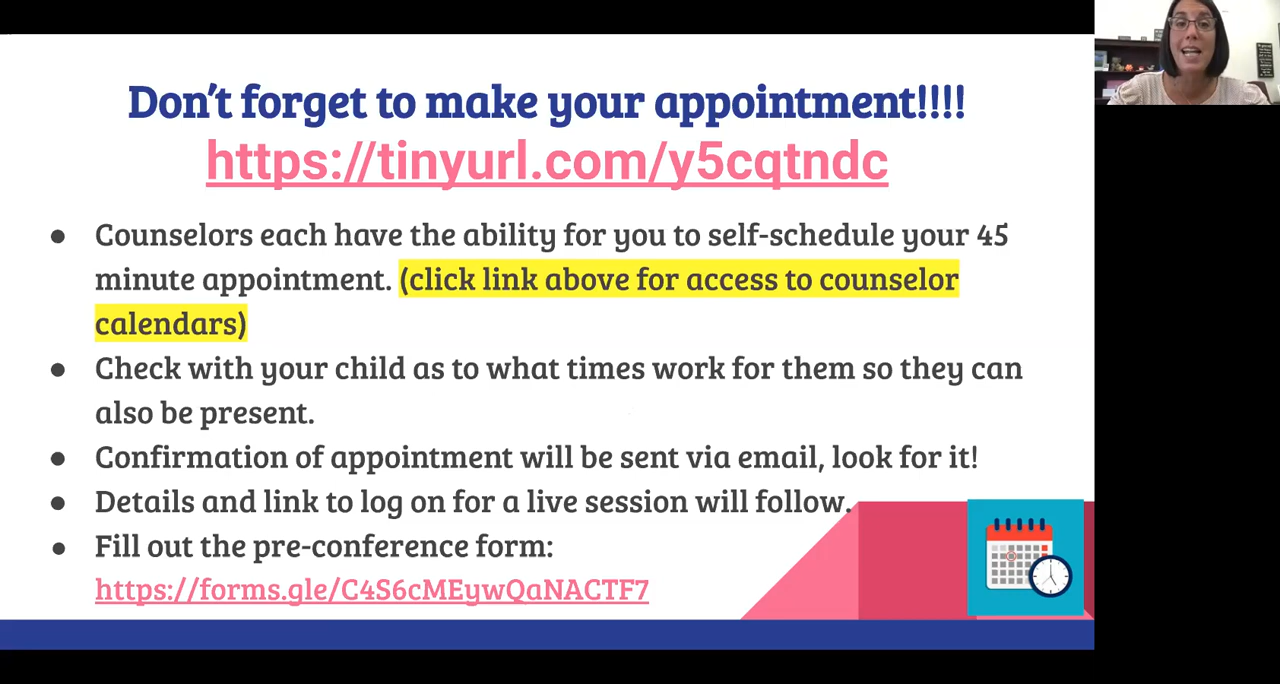 Don't forget to make your appointment!!!!
https://tinyurl.com/y5cqtndc
● Counselors each have the ability for you to self-schedule your 45
minute appointment. (click link above for access to counselor
calendars)
● Check with your child as to what times work for them so they can
also be present.
● Confirmation of appointment will be sent via email, look for it!
● Details and link to log on for a live session will follow.
● Fill out the pre-conference form:
https://forms.gle/C4S6cMEywQaNACTF7